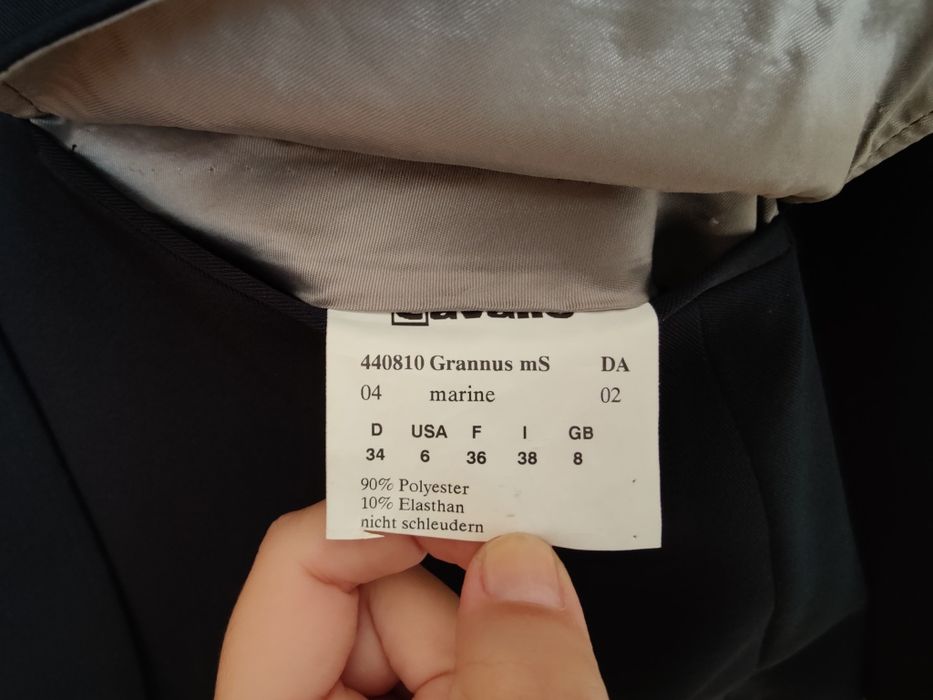 Cavallo
440810 Grannus mS DA
04 marine 02
D USA F I GB
34 6 36 38 8
90% Polyester
10% Elasthan
nicht schleudern